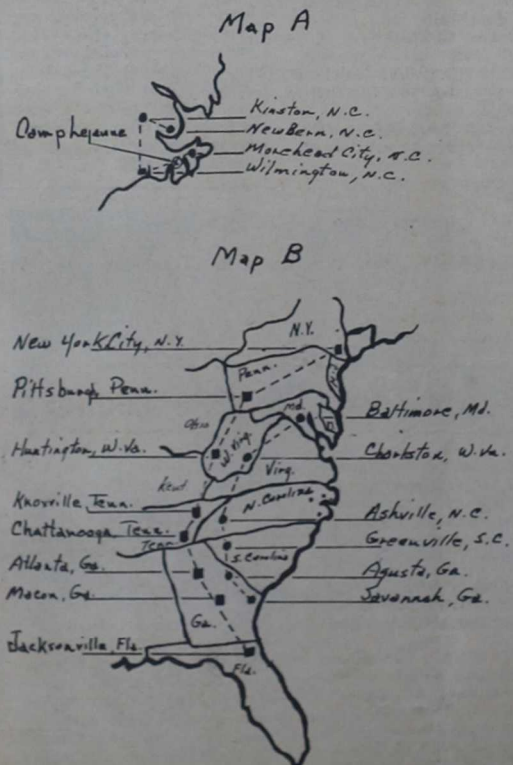 Map A
Kinston, N.C.
New Bern, N.C.
Camp Lejeune
Morehead City, N.C.
Wilmington, N.C.
Map B
N.Y.
New York City, N.Y.
Penn.
Pittsburgh, Penn.
Md.
Baltimore, Md.
Ohio
W. Virg.
Huntington, W. Va.
Charlston, W. Va.
Virg.
Kent.
N. Carolina
Knoxville, Tenn.
Ashville, N.C.
Chattanooga Tenn.
Greenville, S.C.
Tenn
S. Carolina
Atlanta, Ga.
Agusta, Ga.
Macon, Ga.
Savannah, Ga.
Ga.
Jacksonville, Fla.
Fla.